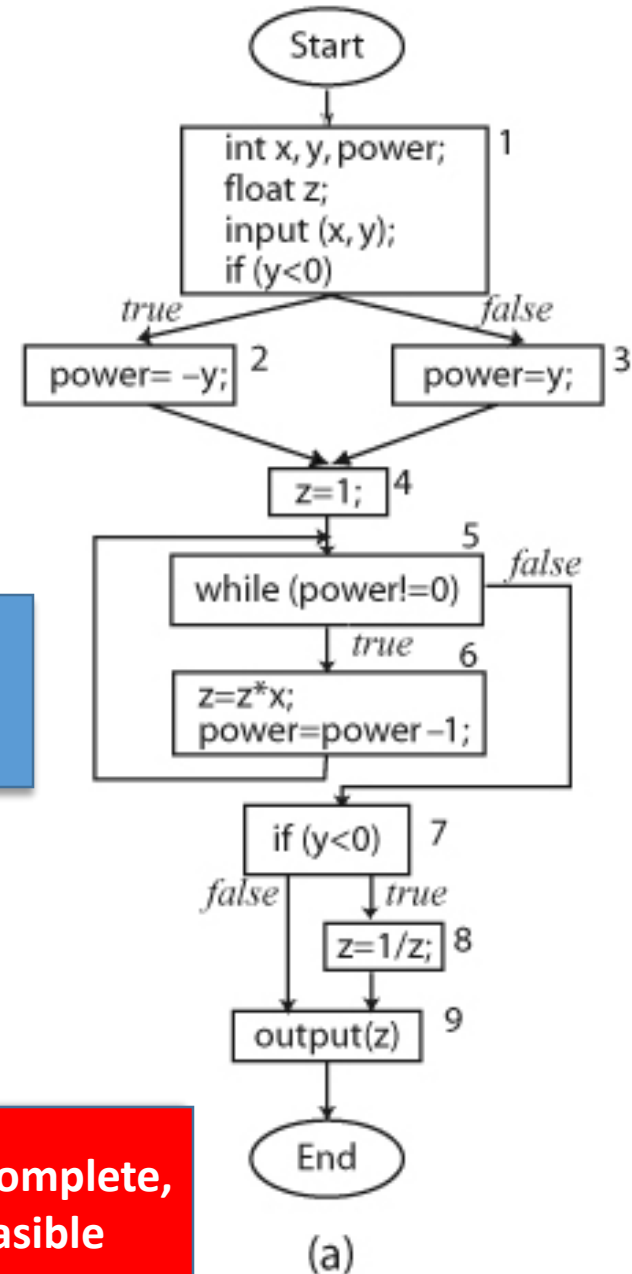 Start
1
int x, y, power;
float z;
input (x, y);
if (y<0)
true
false
power= –y;
2
power=y;
3
z=1;
4
5
while (power!=0)
false
true
6
z=z*x;
power=power–1;
if (y<0)
7
false
true
z=1/z;
8
output(z)
9
End
omplete,
asible
(a)